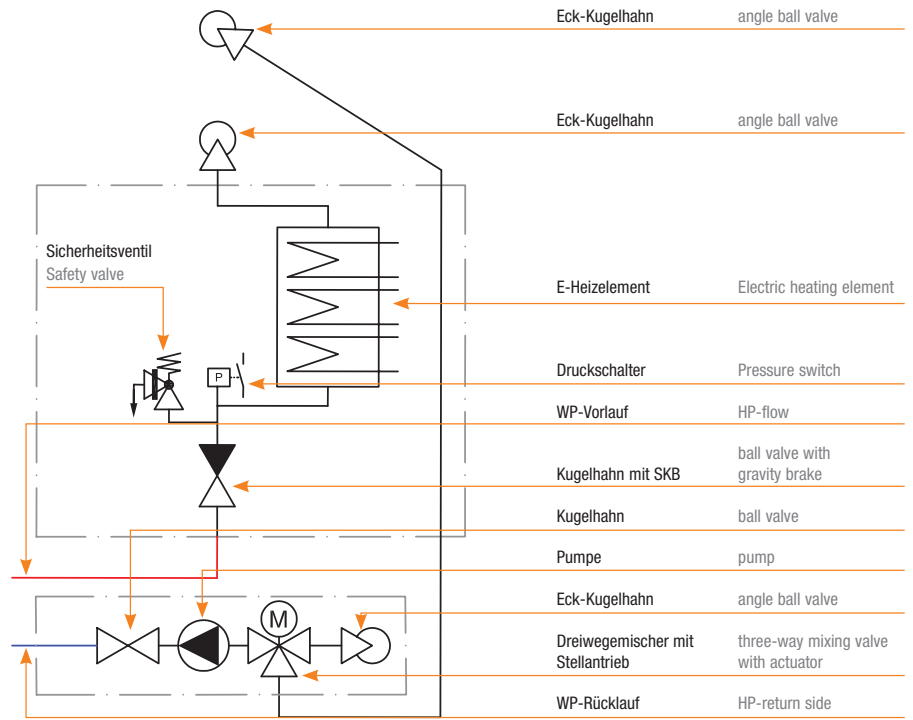 Eck-Kugelhahn angle ball valve
Eck-Kugelhahn angle ball valve
Sicherheitsventil
Safety valve
E-Heizelement Electric heating element
P
Druckschalter Pressure switch
WP-Vorlauf HP-flow
Kugelhahn mit SKB ball valve with
gravity brake
Kugelhahn ball valve
Pumpe pump
Eck-Kugelhahn angle ball valve
M
Dreiwegemischer mit three-way mixing valve
Stellantrieb with actuator
WP-Rücklauf HP-return side